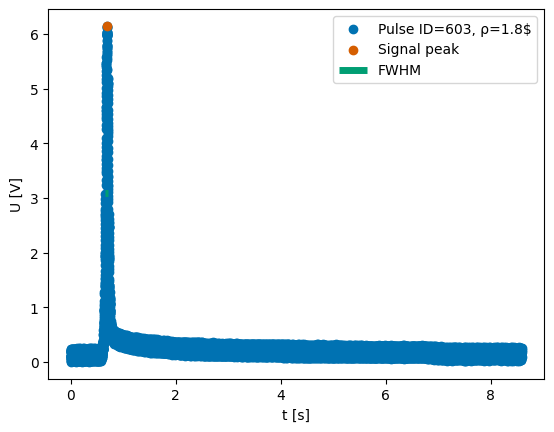 Pulse ID=603, ρ=1.8$
Signal peak
FWHM
U [V]
6
5
4
3
2
1
0
0 2 4 6 8
t [s]